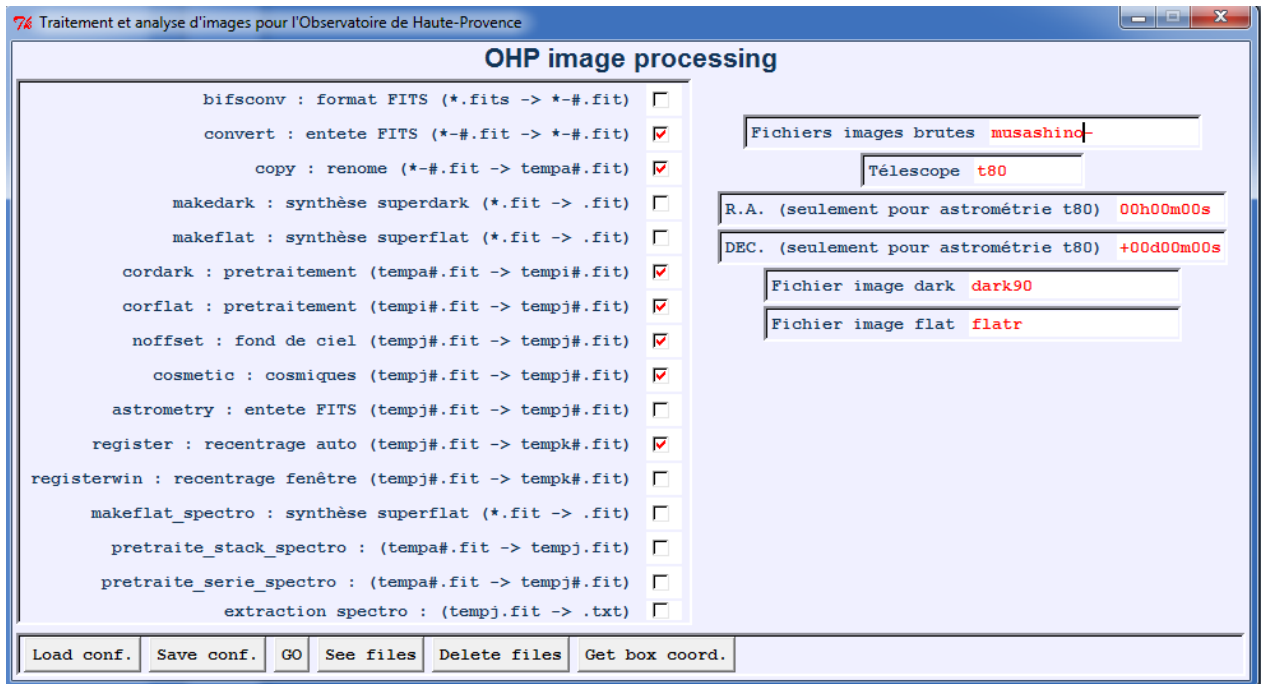 Traitement et analyse d'images pour l'Observatoire de Haute-Provence
OHP image processing
bifsconv : format FITS (*.fits -> *-#.fit)
convert : entete FITS (*-#.fit -> *-#.fit)
copy : renome (*-#.fit -> tempa#.fit)
makedark : synthèse superdark (*.fit -> .fit)
makeflat : synthèse superflat (*.fit -> .fit)
cordark : pretraitement (tempa#.fit -> tempi#.fit)
corflat : pretraitement (tempi#.fit -> tempj#.fit)
noffset : fond de ciel (tempj#.fit -> tempj#.fit)
cosmetic : cosmiques (tempj#.fit -> tempj#.fit)
astrometry : entete FITS (tempj#.fit -> tempj#.fit)
register : recentrage auto (tempj#.fit -> tempk#.fit)
registerwin : recentrage fenêtre (tempj#.fit -> tempk#.fit)
makeflat_spectro : synthèse superflat (*.fit -> .fit)
pretraite_stack_spectro : (tempa#.fit -> tempj.fit)
pretraite_serie_spectro : (tempa#.fit -> tempj#.fit)
extraction spectro : (tempj.fit -> .txt)
Fichiers images brutes musashino-
Télescope t80
R.A. (seulement pour astrométrie t80) 00h00m00s
DEC. (seulement pour astrométrie t80) +00d00m00s
Fichier image dark dark90
Fichier image flat flatr
Load conf. Save conf. GO See files Delete files Get box coord.